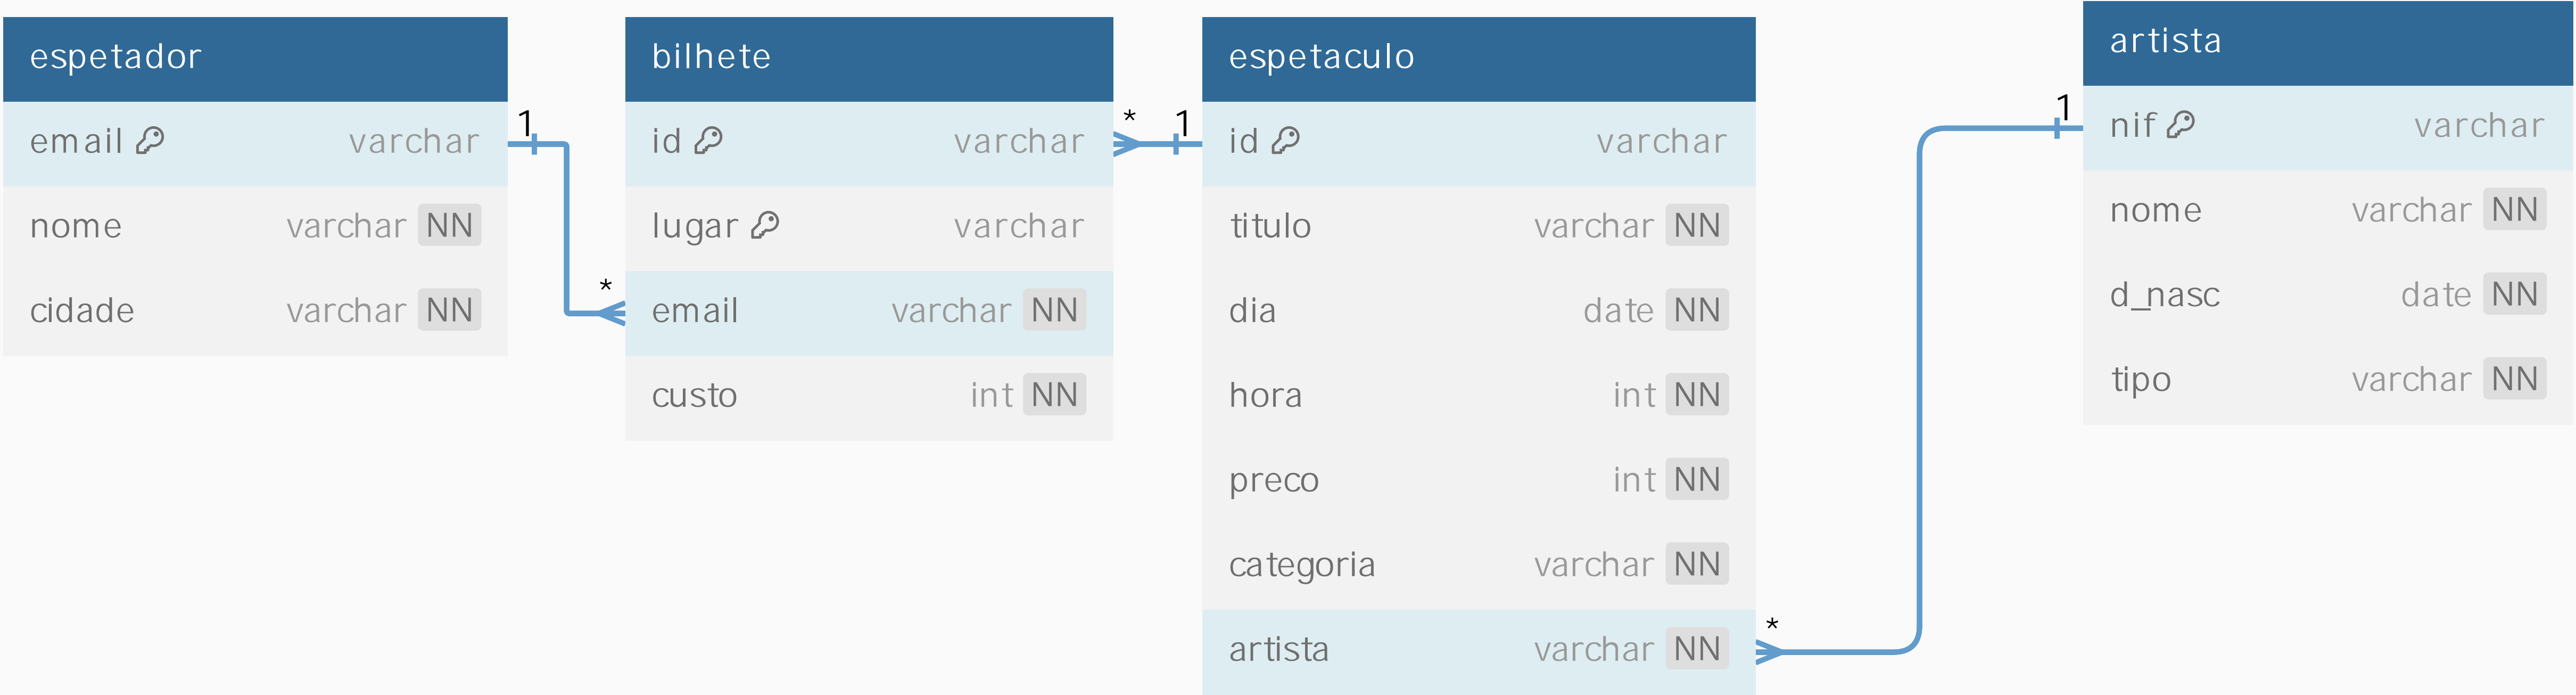 espetador
email varchar
nome varchar NN
cidade varchar NN
1
*
bilhete
id varchar
lugar varchar
email varchar NN
custo int NN
*
1
espetaculo
id varchar
titulo varchar NN
dia date NN
hora int NN
preco int NN
categoria varchar NN
artista varchar NN
*
1
artista
nif varchar
nome varchar NN
d_nasc date NN
tipo varchar NN